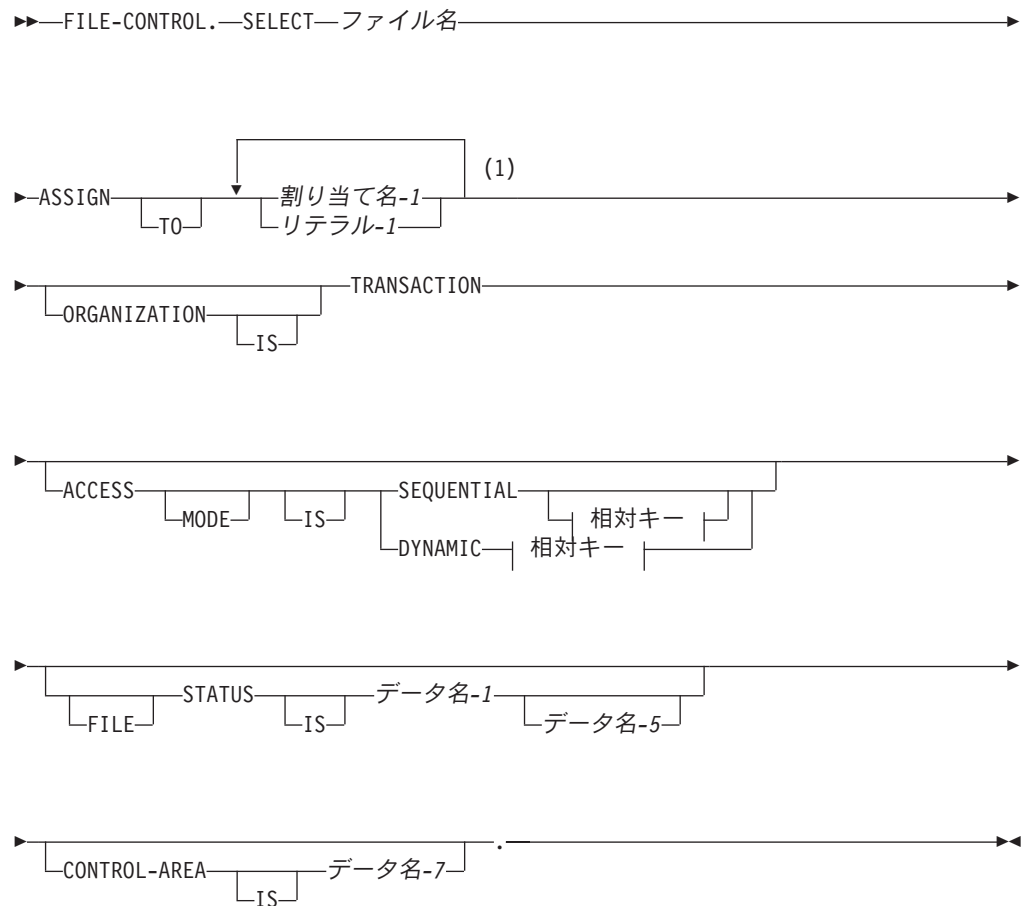 FILE-CONTROL. SELECT ファイル名
(1)
ASSIGN 割り当て名-1
TO リテラル-1
TRANSACTION
ORGANIZATION
IS
ACCESS SEQUENTIAL
MODE IS 相対キー
DYNAMIC 相対キー
STATUS データ名-1
FILE IS データ名-5
.
CONTROL-AREA データ名-7
IS